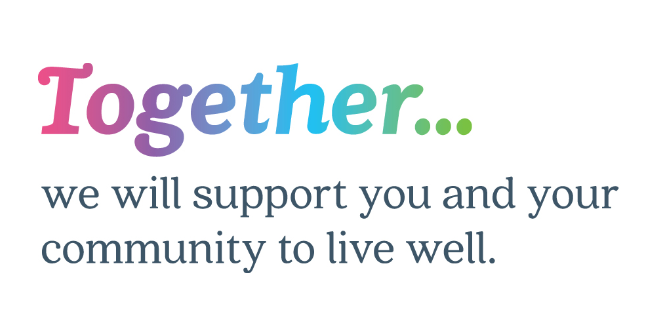 Together...
we will support you and your
community to live well.